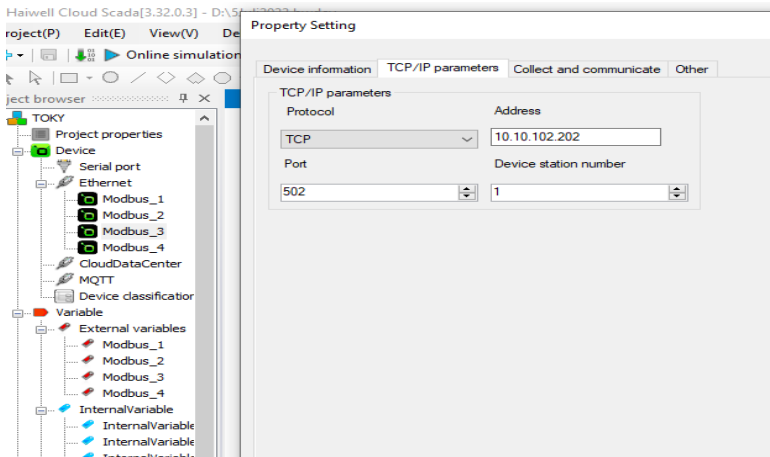 Haiwell Cloud Scada[3.32.0.3] - D:\
Property Setting
roject(P) Edit(E) View(V) De
Online simulation
Device information TCP/IP parameters Collect and communicate Other
ject browser
TCP/IP parameters
Protocol Address
TCP 10.10.102.202
Port Device station number
502 1
TOKY
Project properties
Device
Serial port
Ethernet
Modbus_1
Modbus_2
Modbus_3
Modbus_4
CloudDataCenter
MQTT
Device classification
Variable
External variables
Modbus_1
Modbus_2
Modbus_3
Modbus_4
InternalVariable
InternalVariable
InternalVariable